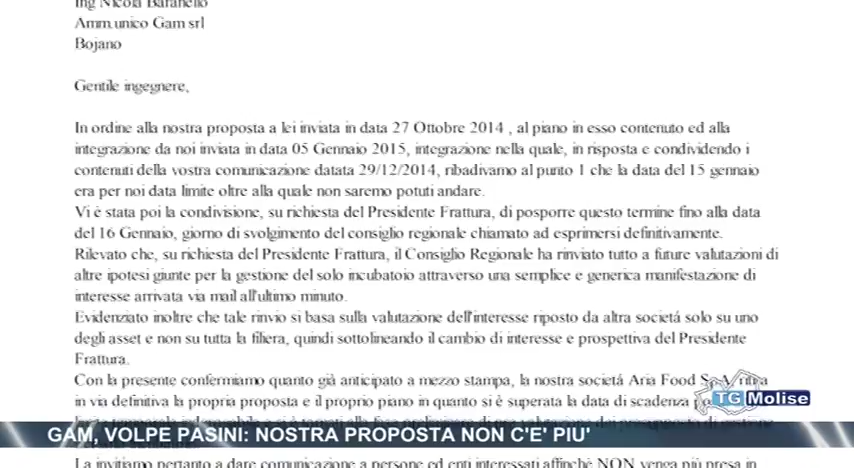 Ing Nicola Baranello
Amm.unico Gam srl
Bojano
Gentile ingegnere,
In ordine alla nostra proposta a lei inviata in data 27 Ottobre 2014 , al piano in esso contenuto ed alla
integrazione da noi inviata in data 05 Gennaio 2015, integrazione nella quale, in risposta e condividendo i
contenuti della vostra comunicazione datata 29/12/2014, ribadivamo al punto 1 che la data del 15 gennaio
era per noi data limite oltre alla quale non saremo potuti andare.
Vi è stata poi la condivisione, su richiesta del Presidente Frattura, di posporre questo termine fino alla data
del 16 Gennaio, giorno di svolgimento del consiglio regionale chiamato ad esprimersi definitivamente.
Rilevato che, su richiesta del Presidente Frattura, il Consiglio Regionale ha rinviato tutto a future valutazioni di
altre ipotesi giunte per la gestione del solo incubatoio attraverso una semplice e generica manifestazione di
interesse arrivata via mail all'ultimo minuto.
Evidenziato inoltre che tale rinvio si basa sulla valutazione dell'interesse riposto da altra società solo su uno
degli asset e non su tutta la filiera, quindi sottolineando il cambio di interesse e prospettiva del Presidente
Frattura.
Con la presente confermiamo quanto già anticipato a mezzo stampa, la nostra società Aria Food SpA ritira
in via definitiva la propria proposta e il proprio piano in quanto si è superata la data di scadenza
TG Molise
GAM, VOLPE PASINI: NOSTRA PROPOSTA NON C'E' PIU'
La invitiamo pertanto a dare comunicazione a persone ed enti interessati affinchè NON venga più presa in